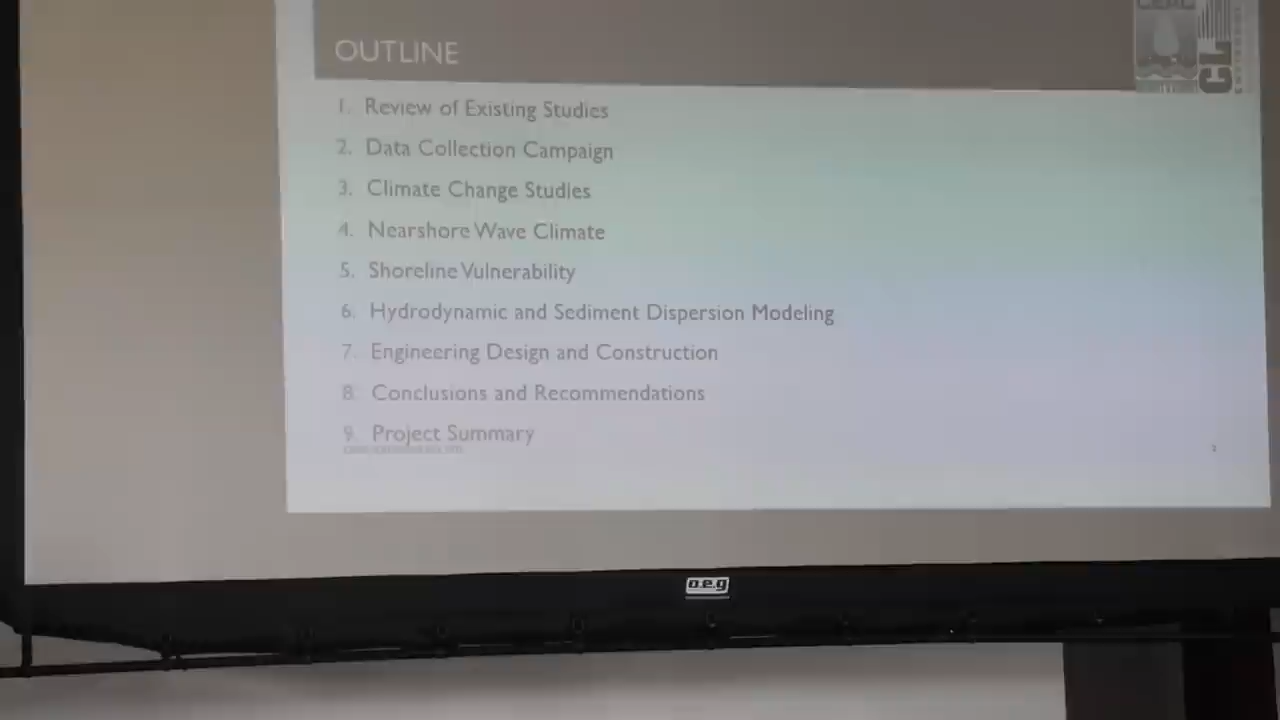 OUTLINE
1. Review of Existing Studies
2. Data Collection Campaign
3. Climate Change Studies
4. Nearshore Wave Climate
5. Shoreline Vulnerability
6. Hydrodynamic and Sediment Dispersion Modeling
7. Engineering Design and Construction
8. Conclusions and Recommendations
9. Project Summary
o.e.g